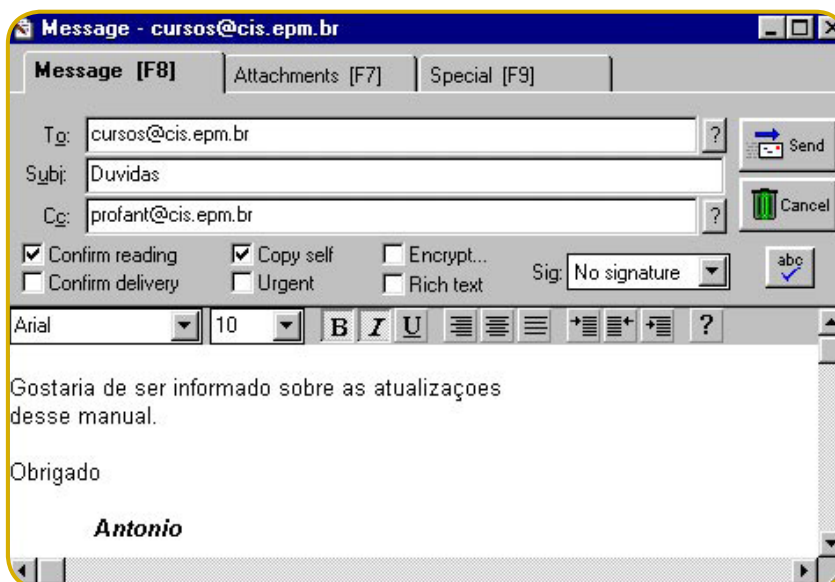 Message - cursos@cis.epm.br
Message [F8] Attachments [F7] Special [F9]
To: cursos@cis.epm.br ? Send
Subj: Duvidas
Cc: profant@cis.epm.br ? Cancel
Confirm reading Copy self Encrypt...
Confirm delivery Urgent Rich text Sig: No signature abc
Arial 10 B I U ?
Gostaria de ser informado sobre as atualizaçoes
desse manual.
Obrigado
Antonio